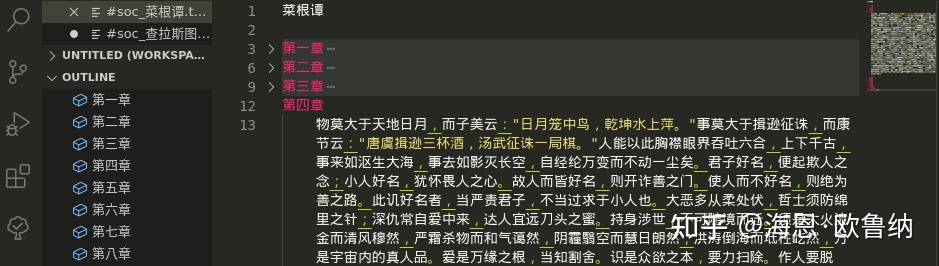 #soc_菜根谭.t...
#soc_查拉斯图...
UNTITLED (WORKSPA...
OUTLINE
第一章
第二章
第三章
第四章
第五章
第六章
第七章
第八章
1 菜根谭
2
3 第一章 ···
6 第二章 ···
9 第三章 ···
12 第四章
13 物莫大于天地日月，而子美云："日月笼中鸟，乾坤水上萍。"事莫大于揖逊征诛，而康
节云："唐虞揖逊三杯酒，汤武征诛一局棋。"人能以此胸襟眼界吞吐六合，上下千古，
事来如沤生大海，事去如影灭长空，自经纶万变而不动一尘矣。君子好名，便起欺人之
念；小人好名，犹怀畏人之心。故人而皆好名，则开诈善之门。使人而不好名，则绝为
善之路。此讥好名者，当严责君子，不当过求于小人也。大恶多从柔处伏，哲士须防绵
里之针；深仇常自爱中来，达人宜远刀头之蜜。持身涉世，
金而清风穆然，严霜杀物而和气蔼然，阴霾翳空而慧日朗然，洪涛倒海而
是宇宙内的真人品。爱是万缘之根，当知割舍。识是众欲之本，要力扫除。作人要脱
知乎 @海恩·欧鲁纳